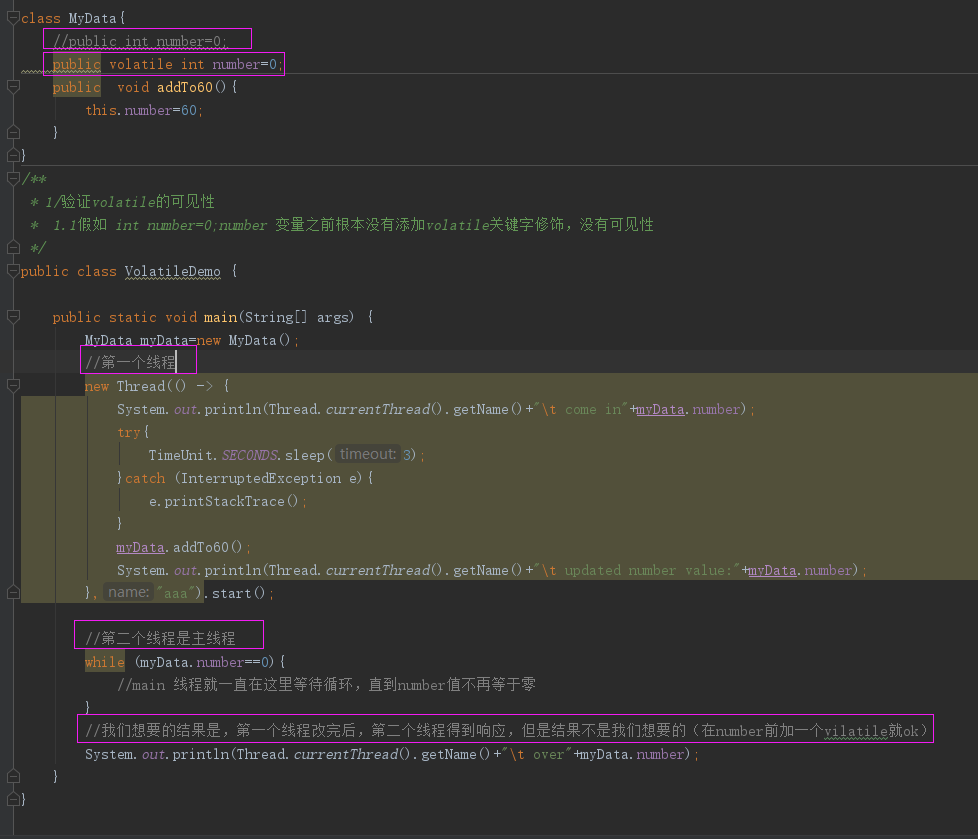 class MyData{
//public int number=0;
public volatile int number=0;
public  void addTo60(){
this.number=60;
}
}
/**
* 1/验证volatile的可见性
*  1.1假如 int number=0;number 变量之前根本没有添加volatile关键字修饰，没有可见性
*/
public class VolatileDemo {
public static void main(String[] args) {
MyData myData=new MyData();
//第一个线程
new Thread(() -> {
System.out.println(Thread.currentThread().getName()+"\t come in"+myData.number);
try{
TimeUnit.SECONDS.sleep( timeout: 3);
}catch (InterruptedException e){
e.printStackTrace();
}
myData.addTo60();
System.out.println(Thread.currentThread().getName()+"\t updated number value:"+myData.number);
}, name: "aaa").start();
//第二个线程是主线程
while (myData.number==0){
//main 线程就一直在这里等待循环，直到number值不再等于零
}
//我们想要的结果是，第一个线程改完后，第二个线程得到响应，但是结果不是我们想要的（在number前加一个vilatile就ok）
System.out.println(Thread.currentThread().getName()+"\t over"+myData.number);
}
}